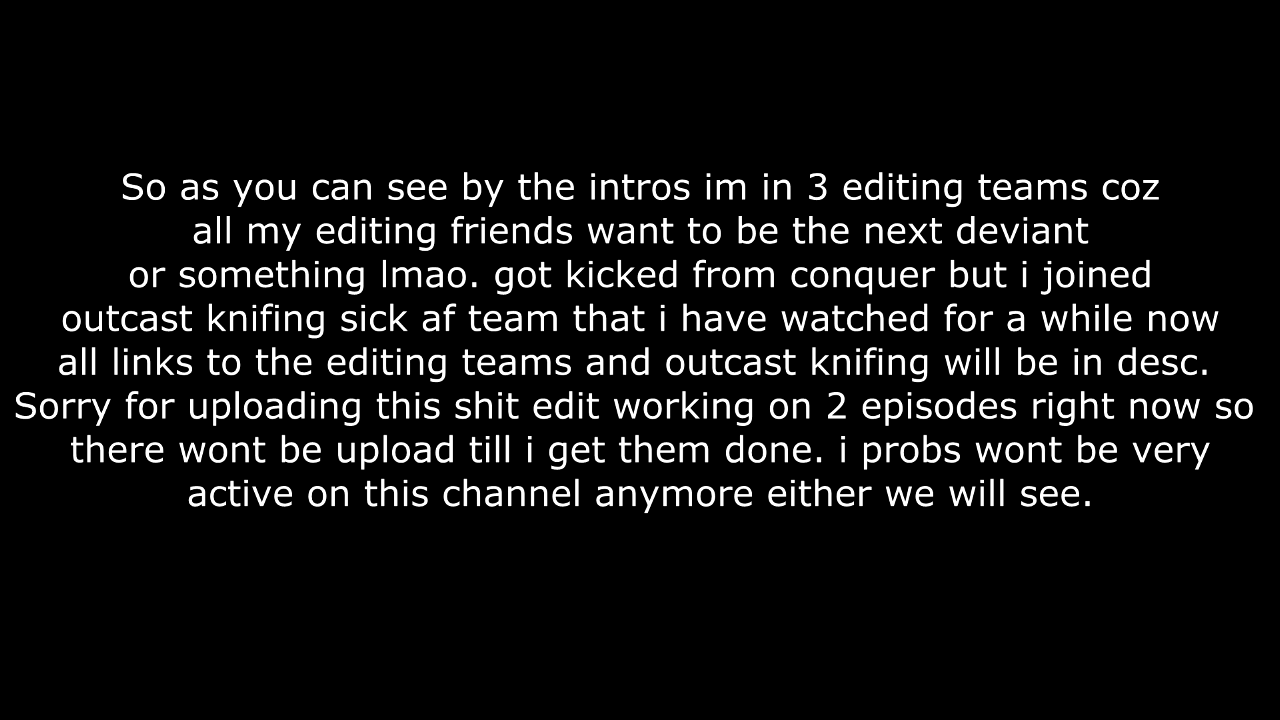 So as you can see by the intros im in 3 editing teams coz
all my editing friends want to be the next deviant
or something lmao. got kicked from conquer but i joined
outcast knifing sick af team that i have watched for a while now
all links to the editing teams and outcast knifing will be in desc.
Sorry for uploading this shit edit working on 2 episodes right now so
there wont be upload till i get them done. i probs wont be very
active on this channel anymore either we will see.